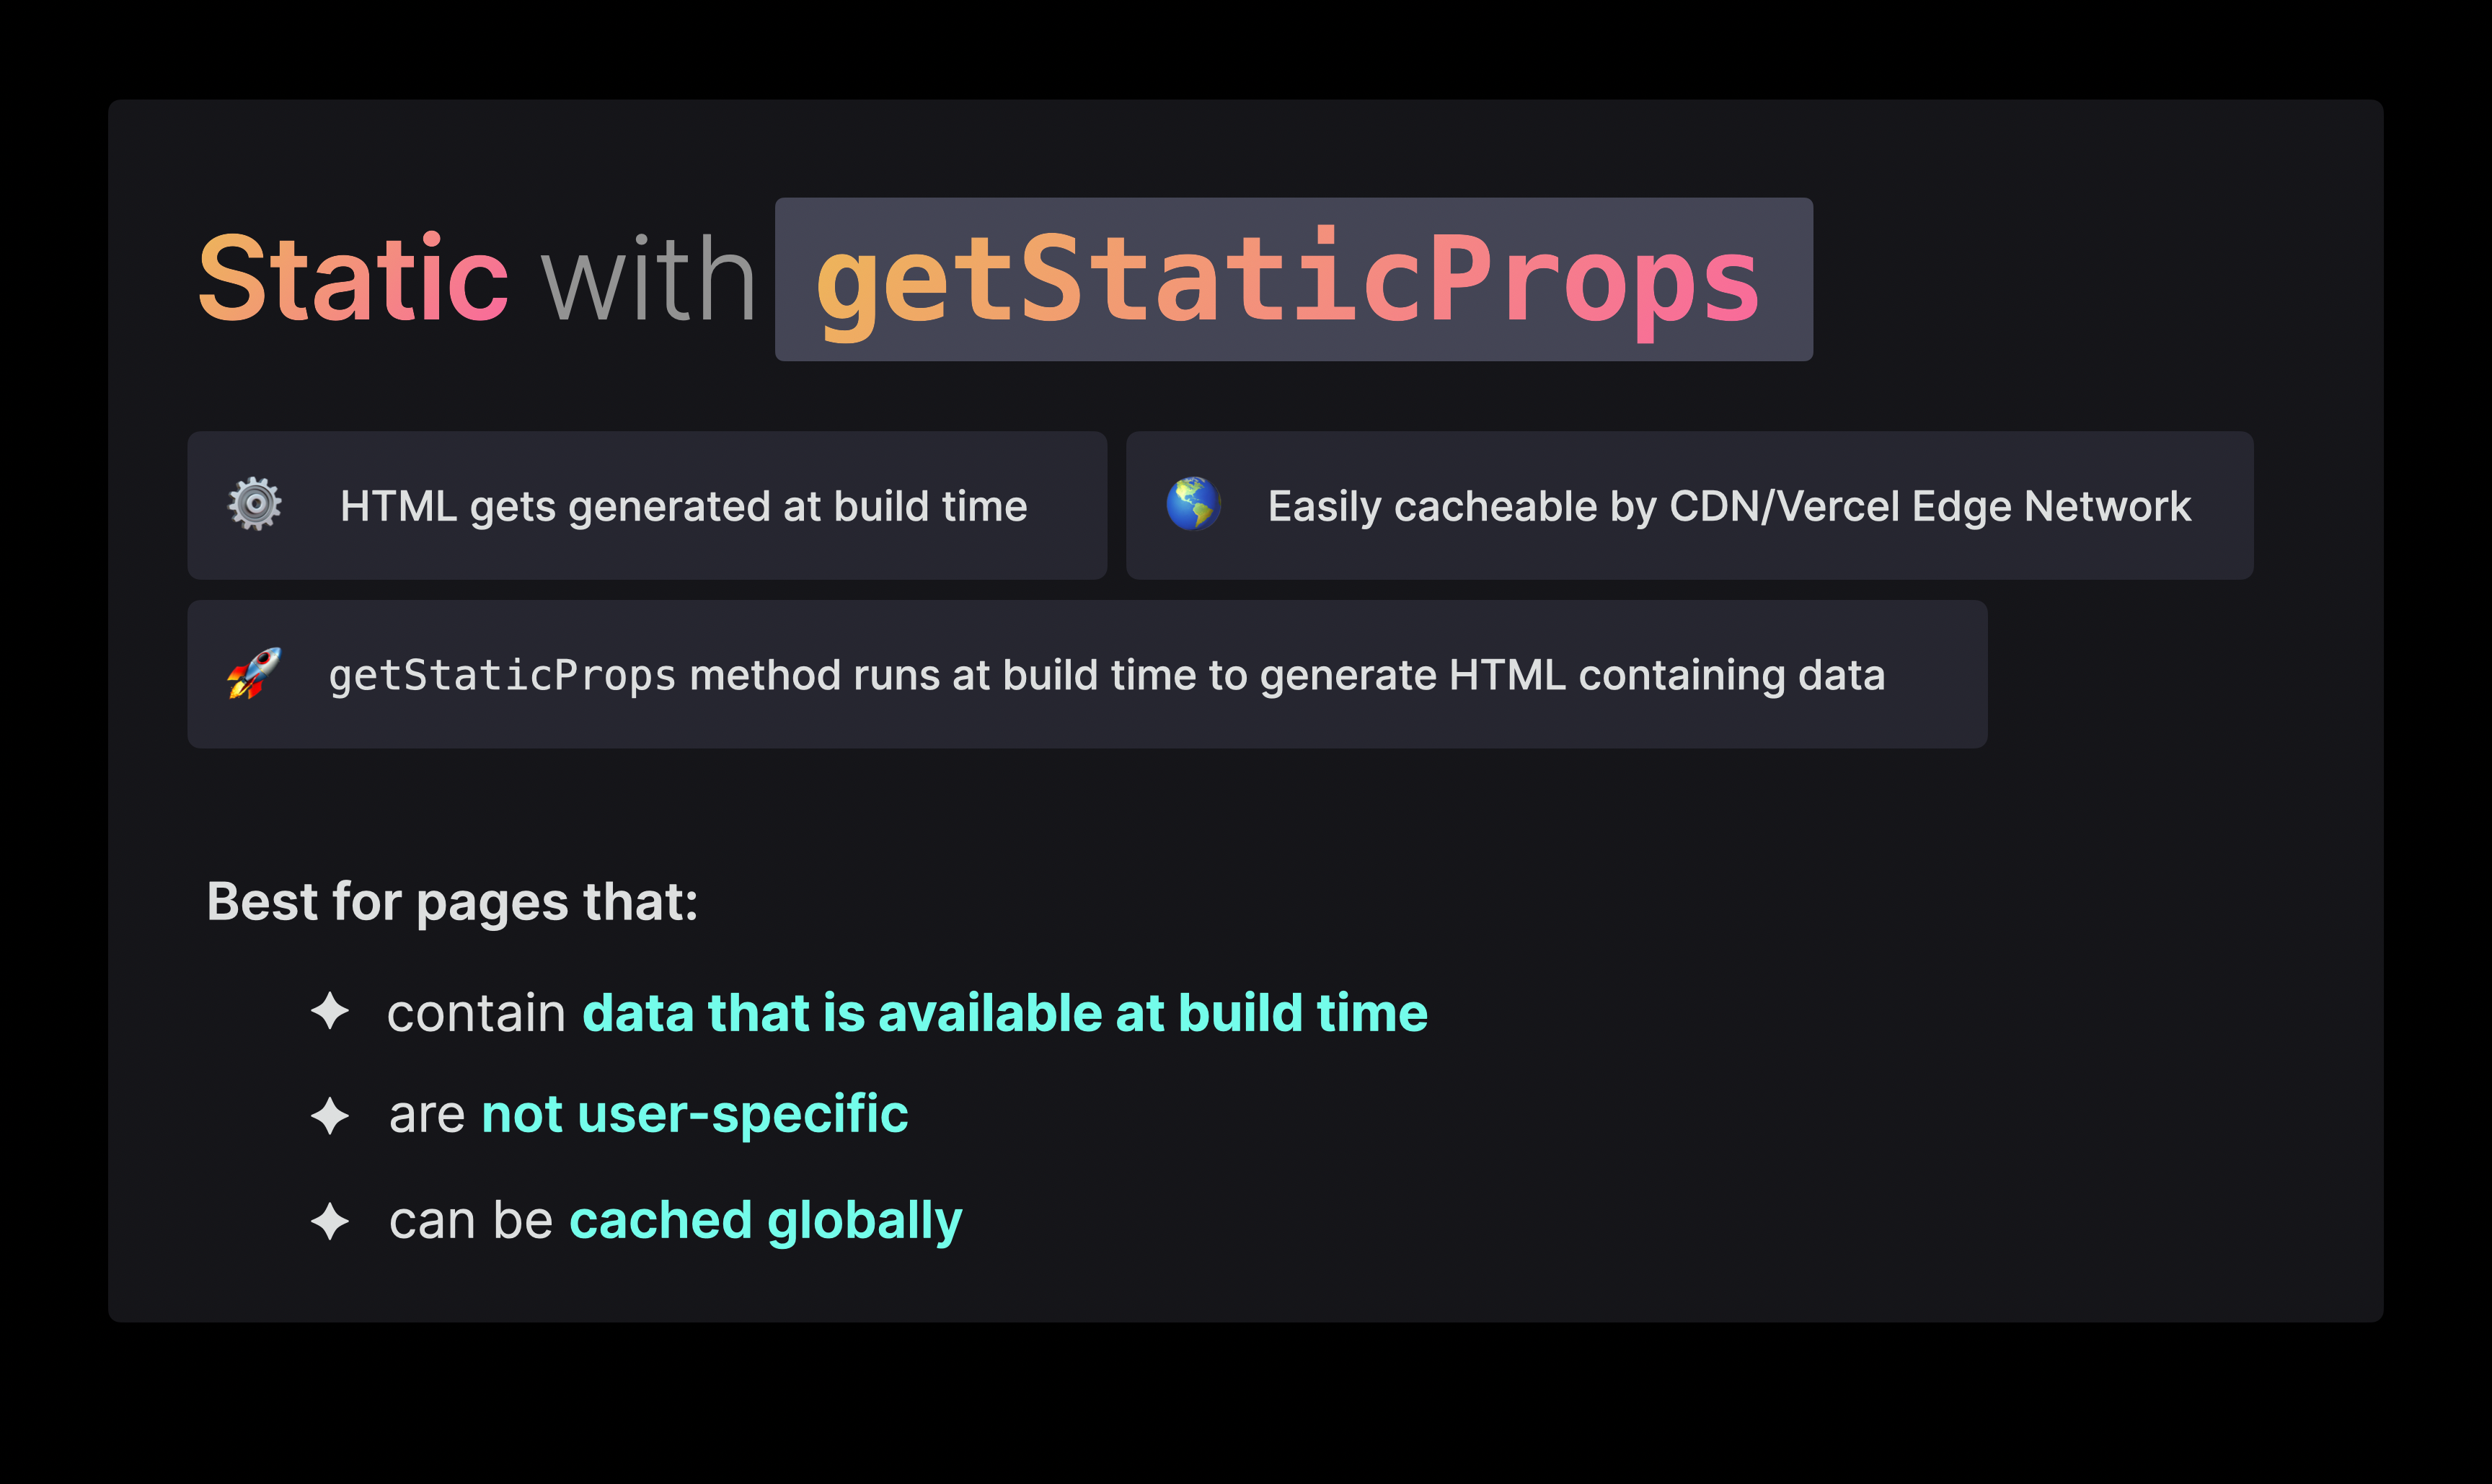 Static with getStaticProps
HTML gets generated at build time
Easily cacheable by CDN/Vercel Edge Network
getStaticProps method runs at build time to generate HTML containing data
Best for pages that:
contain data that is available at build time
are not user-specific
can be cached globally